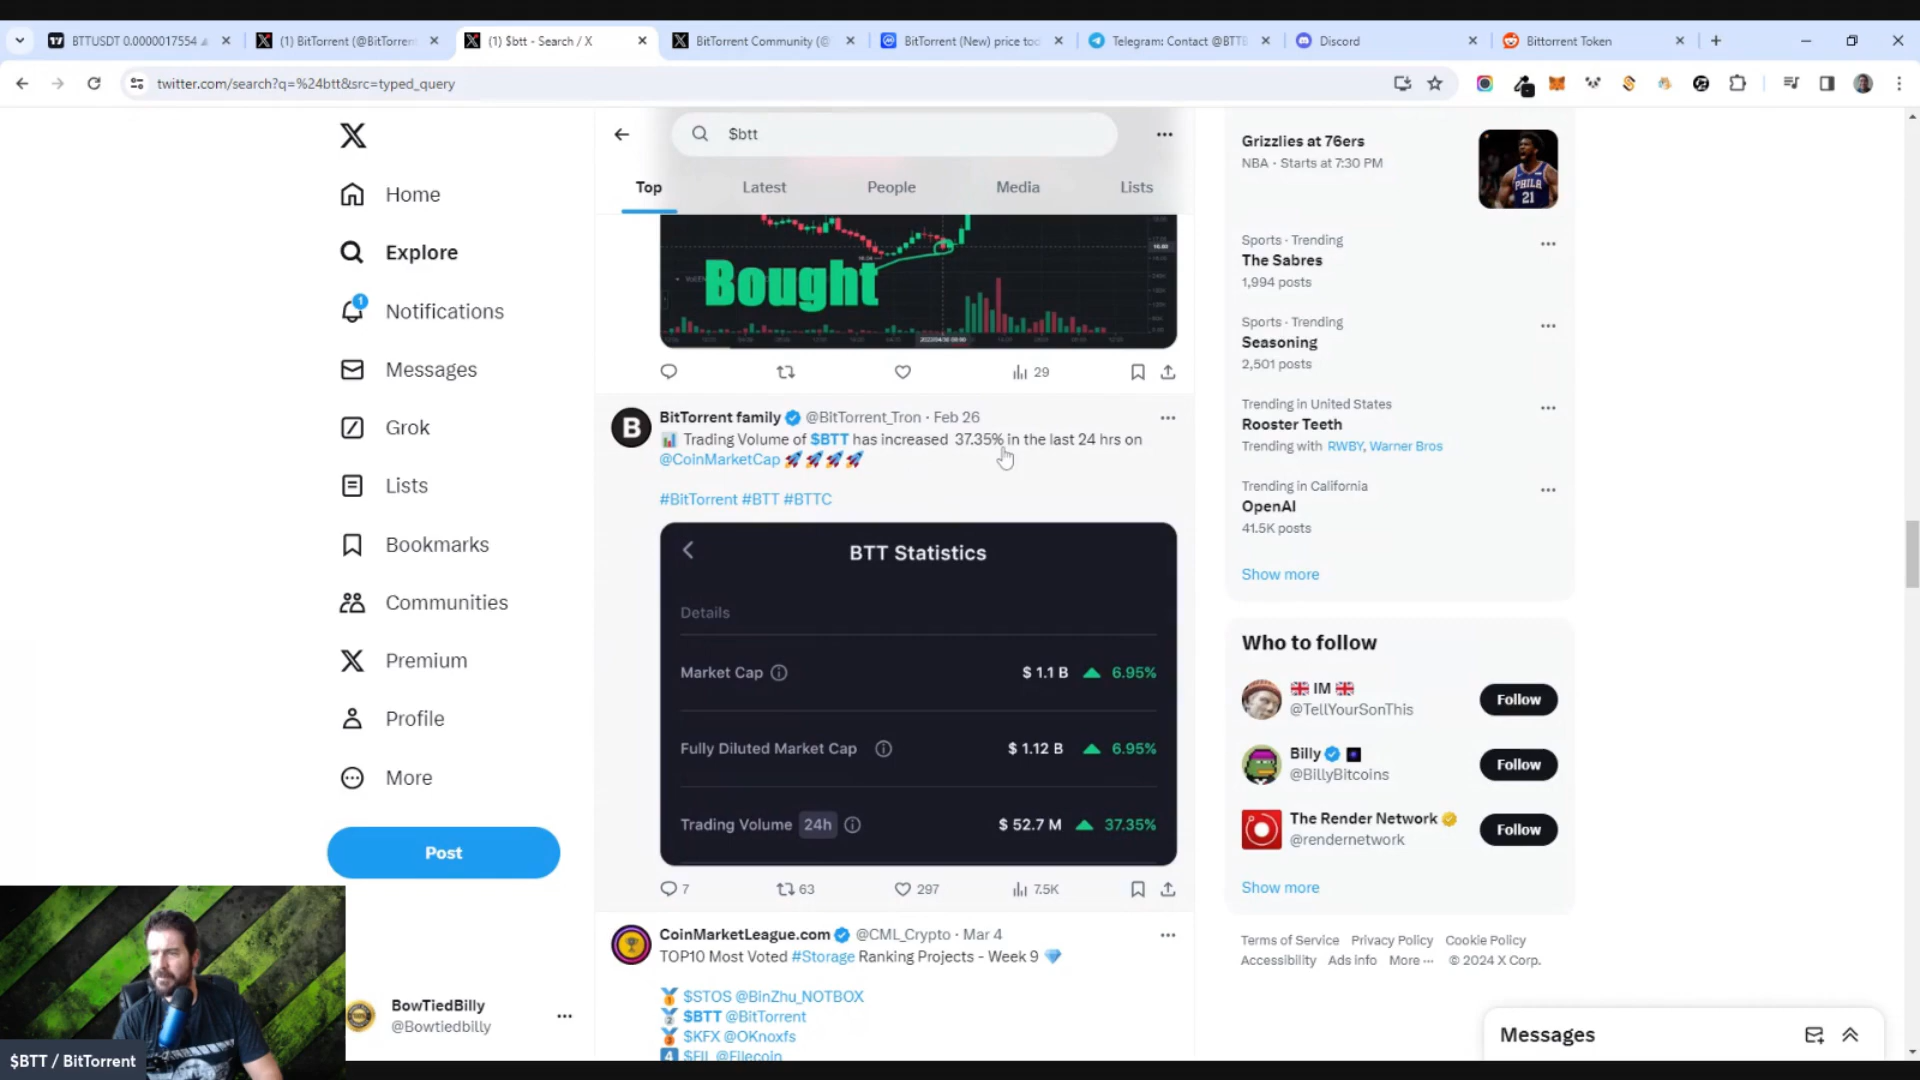 BTTUSDT 0.0000017554
(1) BitTorrent (@BitTorren
(1) $btt - Search / X
BitTorrent Community (@
BitTorrent (New) price to
Telegram: Contact @BTT
Discord
Bittorrent Token
twitter.com/search?q=%24btt&src=typed_query
Home
Explore
1
Notifications
Messages
Grok
Lists
Bookmarks
Communities
Premium
Profile
More
Post
BowTiedBilly
@Bowtiedbilly
$BTT / BitTorrent
$btt
Top
Latest
People
Media
Lists
Bought
29
BitTorrent family @BitTorrent_Tron · Feb 26
Trading Volume of $BTT has increased 37.35% in the last 24 hrs on
@CoinMarketCap
#BitTorrent #BTT #BTTC
BTT Statistics
Details
Market Cap $ 1.1 B 6.95%
Fully Diluted Market Cap $ 1.12 B 6.95%
Trading Volume 24h $ 52.7 M 37.35%
7
63
297
7.5K
CoinMarketLeague.com @CML_Crypto · Mar 4
TOP10 Most Voted #Storage Ranking Projects - Week 9
$STOS @BinZhu_NOTBOX
$BTT @BitTorrent
$KFX @OKnoxfs
4 $FIL @Filecoin
Grizzlies at 76ers
NBA · Starts at 7:30 PM
PHILA
21
Sports · Trending
The Sabres
1,994 posts
Sports · Trending
Seasoning
2,501 posts
Trending in United States
Rooster Teeth
Trending with RWBY, Warner Bros
Trending in California
OpenAI
41.5K posts
Show more
Who to follow
IM
@TellYourSonThis
Follow
Billy
@BillyBitcoins
Follow
The Render Network
@rendernetwork
Follow
Show more
Terms of Service Privacy Policy Cookie Policy
Accessibility Ads info More ··· © 2024 X Corp.
Messages